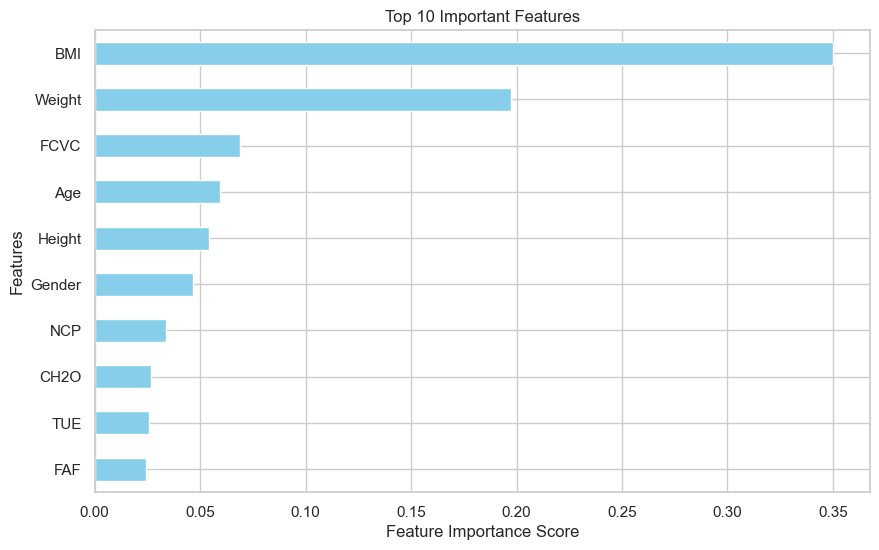 Top 10 Important Features
BMI
Weight
FCVC
Age
Height
Gender
NCP
CH2O
TUE
FAF
Features
0.00 0.05 0.10 0.15 0.20 0.25 0.30 0.35
Feature Importance Score